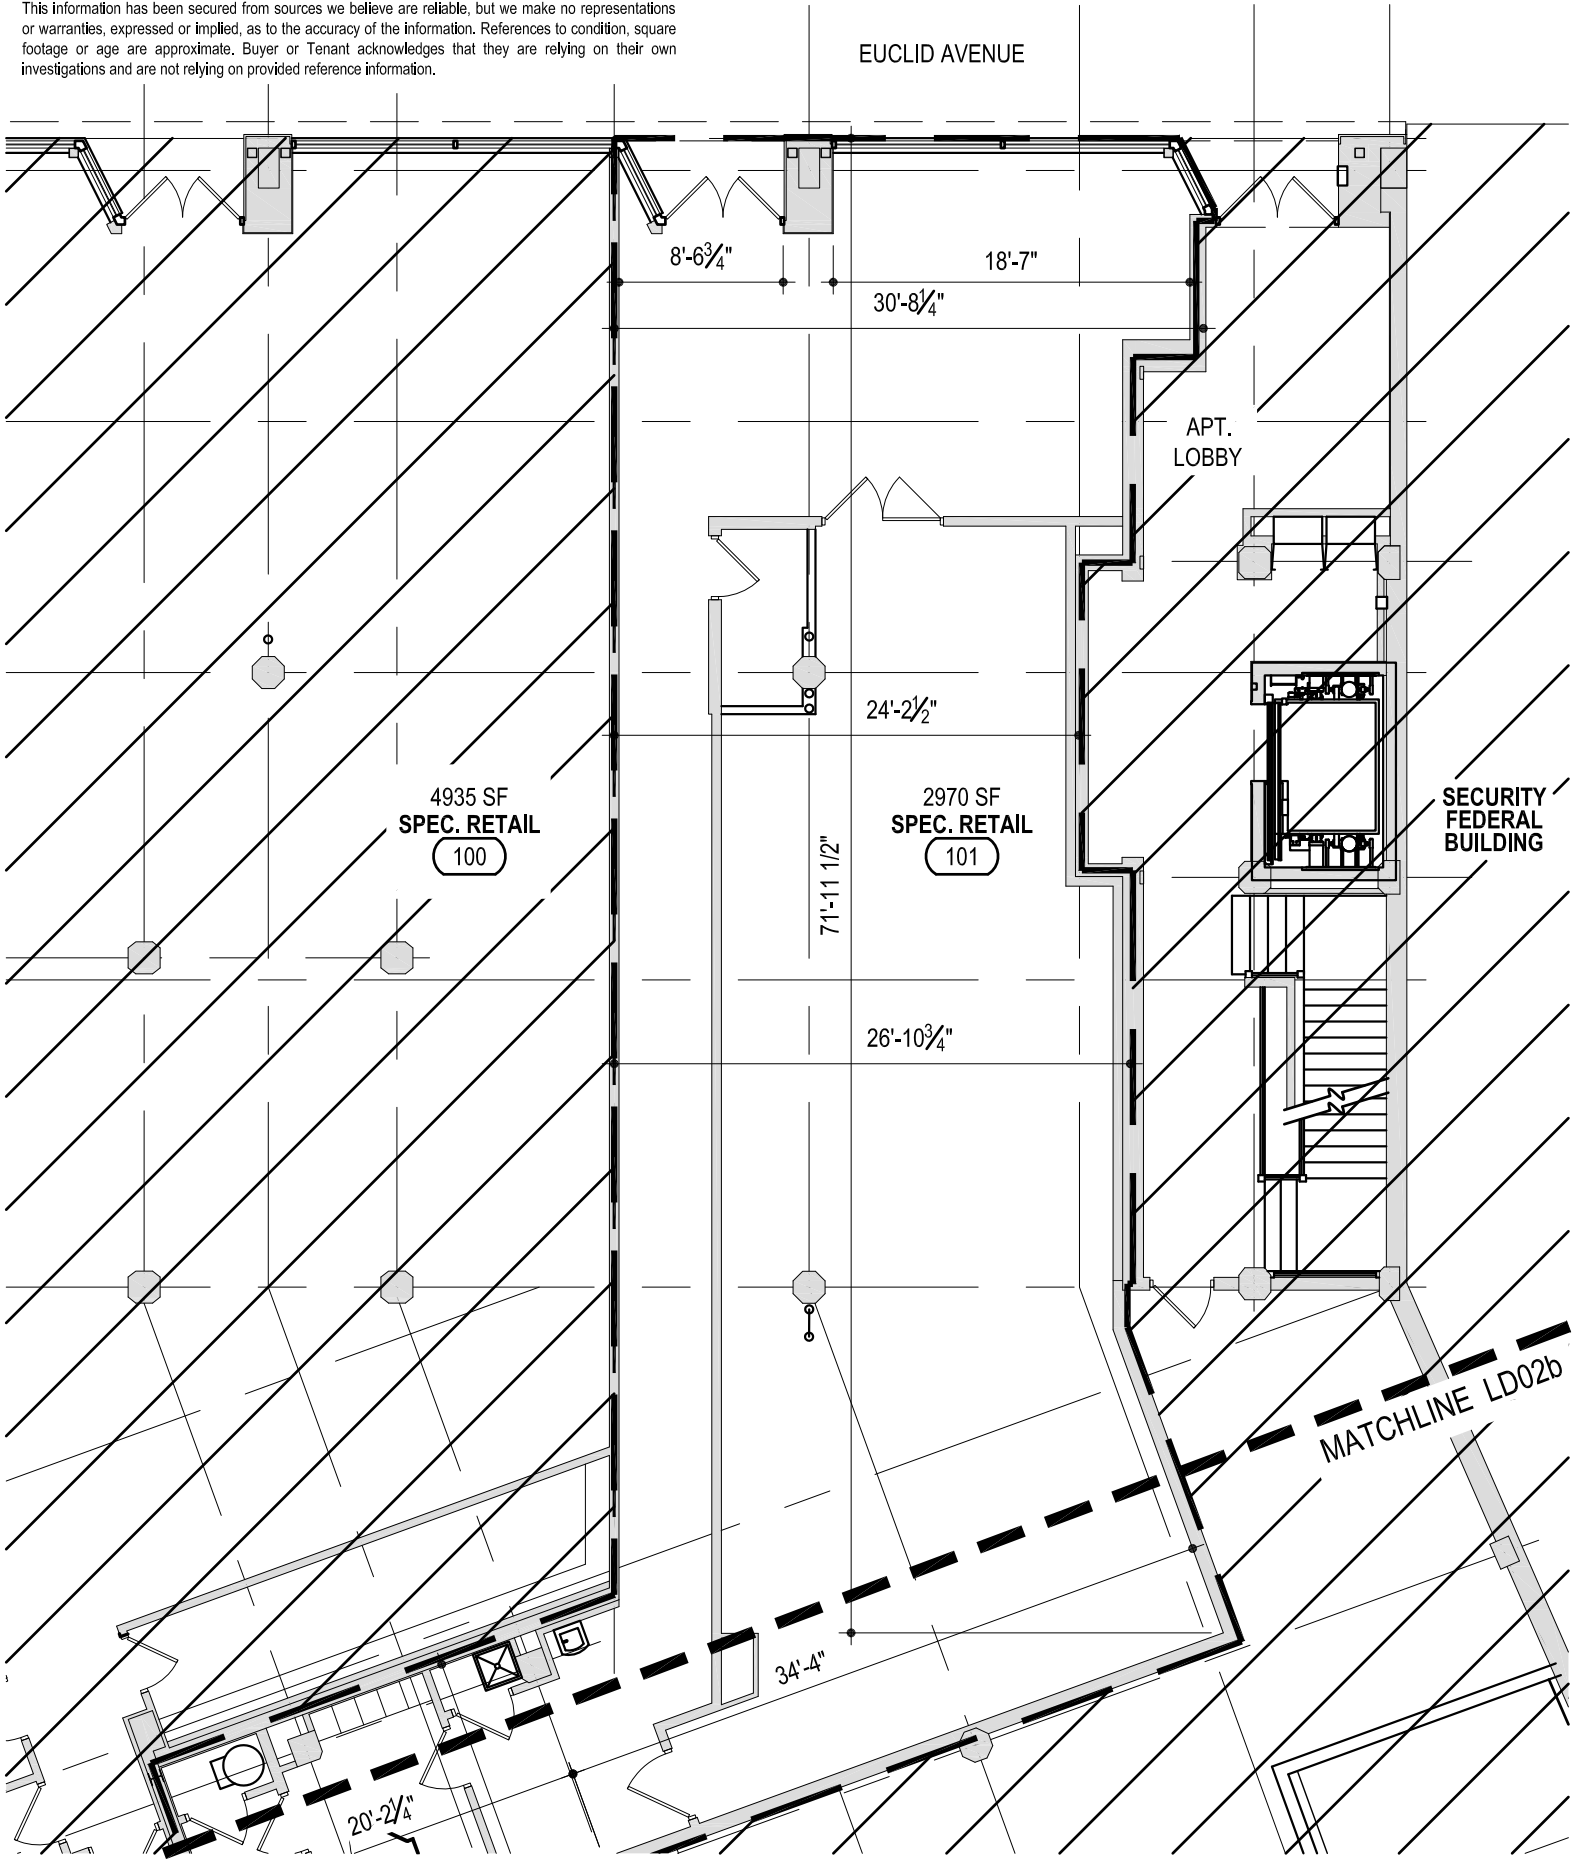 This information has been secured from sources we believe are reliable, but we make no representations
or warranties, expressed or implied, as to the accuracy of the information. References to condition, square
footage or age are approximate. Buyer or Tenant acknowledges that they are relying on their own
investigations and are not relying on provided reference information.
EUCLID AVENUE
8'-6¾"
18'-7"
30'-8¼"
APT.
LOBBY
24'-2½"
4935 SF
SPEC. RETAIL
100
2970 SF
SPEC. RETAIL
101
71'-11 1/2"
SECURITY
FEDERAL
BUILDING
26'-10¾"
MATCHLINE LD02b
34'-4"
20'-2¼"